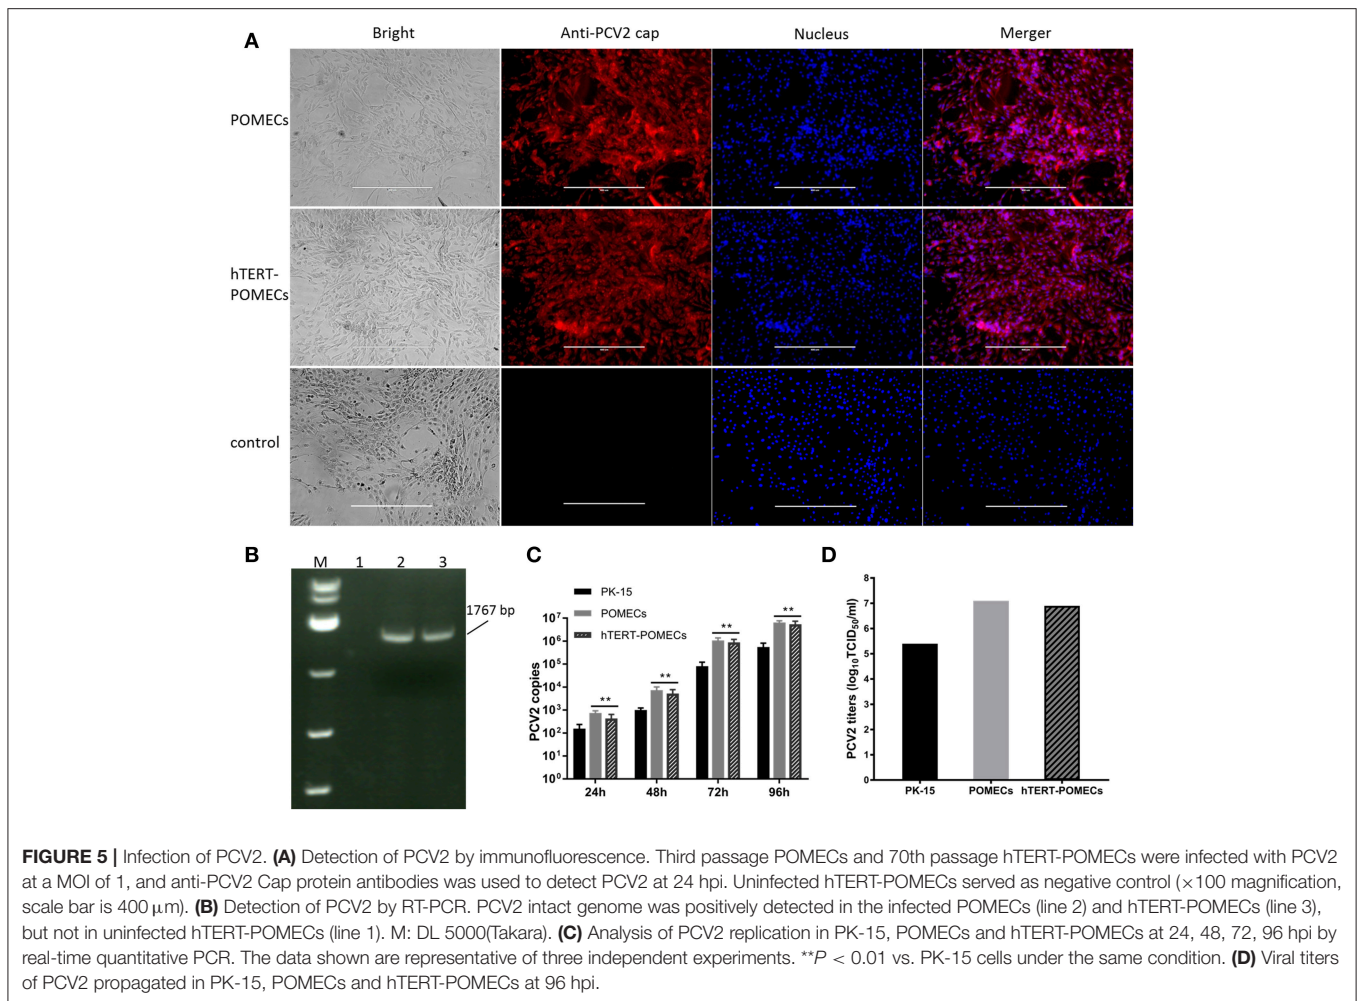 A
Bright
Anti-PCV2 cap
Nucleus
Merger
POMECs
hTERT-
POMECs
control
B
M 1 2 3
1767 bp
C
PK-15
POMECs
hTERT-POMECs
PCV2 copies
10⁷
10⁶
10⁵
10⁴
10³
10²
10¹
10⁰
**
**
**
**
24h 48h 72h 96h
D
PCV2 titers (log₁₀TCID₅₀/ml)
8
7
6
5
4
3
2
1
0
PK-15 POMECs hTERT-POMECs
FIGURE 5 | Infection of PCV2. (A) Detection of PCV2 by immunofluorescence. Third passage POMECs and 70th passage hTERT-POMECs were infected with PCV2
at a MOI of 1, and anti-PCV2 Cap protein antibodies was used to detect PCV2 at 24 hpi. Uninfected hTERT-POMECs served as negative control (×100 magnification,
scale bar is 400 μm). (B) Detection of PCV2 by RT-PCR. PCV2 intact genome was positively detected in the infected POMECs (line 2) and hTERT-POMECs (line 3),
but not in uninfected hTERT-POMECs (line 1). M: DL 5000(Takara). (C) Analysis of PCV2 replication in PK-15, POMECs and hTERT-POMECs at 24, 48, 72, 96 hpi by
real-time quantitative PCR. The data shown are representative of three independent experiments. **P < 0.01 vs. PK-15 cells under the same condition. (D) Viral titers
of PCV2 propagated in PK-15, POMECs and hTERT-POMECs at 96 hpi.